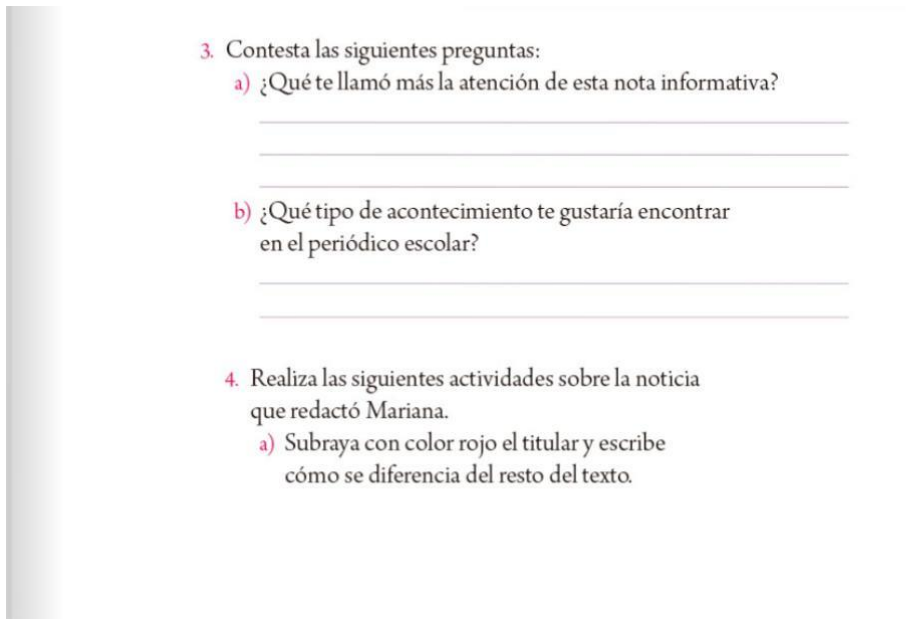 3. Contesta las siguientes preguntas:
a) ¿Qué te llamó más la atención de esta nota informativa?
b) ¿Qué tipo de acontecimiento te gustaría encontrar
en el periódico escolar?
4. Realiza las siguientes actividades sobre la noticia
que redactó Mariana.
a) Subraya con color rojo el titular y escribe
cómo se diferencia del resto del texto.